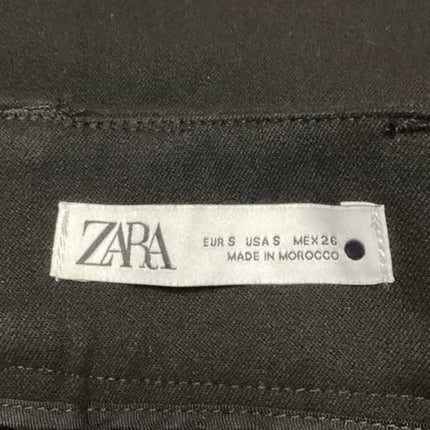 ZARA
EUR S USA S MEX 26
MADE IN MOROCCO